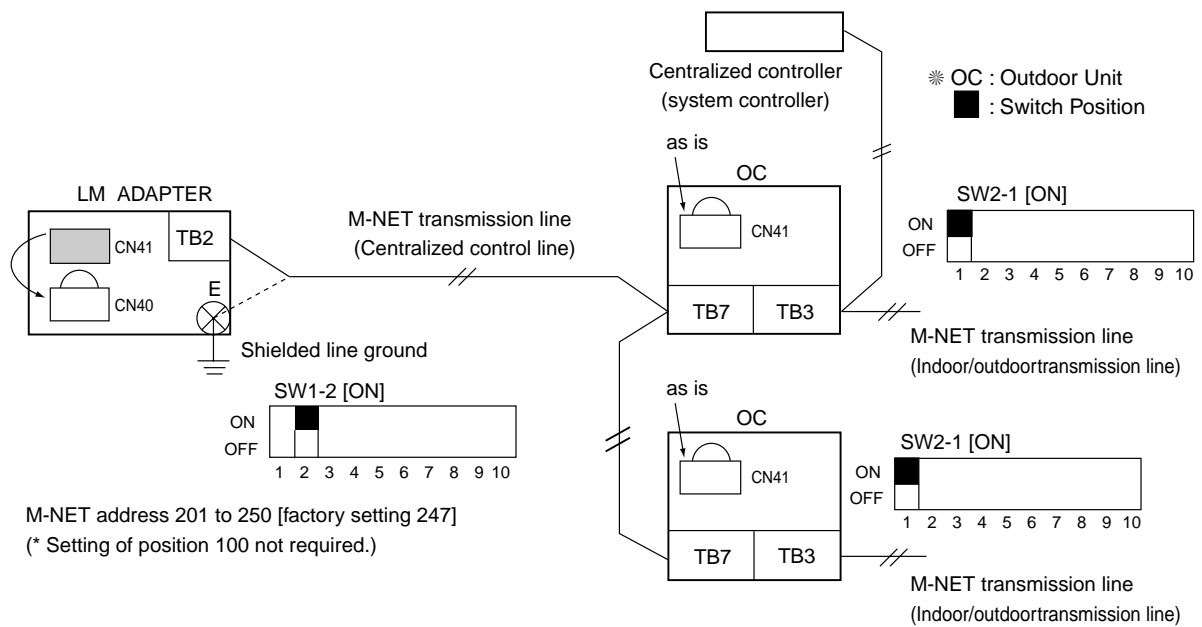 Centralized controller
(system controller)
※ OC : Outdoor Unit
: Switch Position
as is
OC
CN41
TB7
TB3
SW2-1 [ON]
ON
OFF
1 2 3 4 5 6 7 8 9 10
LM ADAPTER
CN41
TB2
CN40
E
Shielded line ground
M-NET transmission line
(Centralized control line)
M-NET transmission line
(Indoor/outdoortransmission line)
SW1-2 [ON]
ON
OFF
1 2 3 4 5 6 7 8 9 10
M-NET address 201 to 250 [factory setting 247]
(* Setting of position 100 not required.)
as is
OC
CN41
TB7
TB3
SW2-1 [ON]
ON
OFF
1 2 3 4 5 6 7 8 9 10
M-NET transmission line
(Indoor/outdoortransmission line)